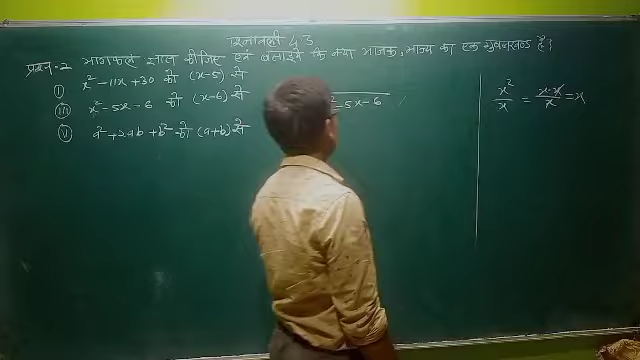 प्रश्नावली 4.3
प्रश्न-2 भागफल ज्ञात कीजिए एवं बताइये कि क्या भाजक, भाज्य का एक गुणनखण्ड है?
(i) x² - 11x + 30 को (x-5) से
(iii) x² - 5x - 6 को (x-6) से
(v) a² + 2ab + b² को (a+b) से
- 5x - 6
x²/x = x·x/x = x